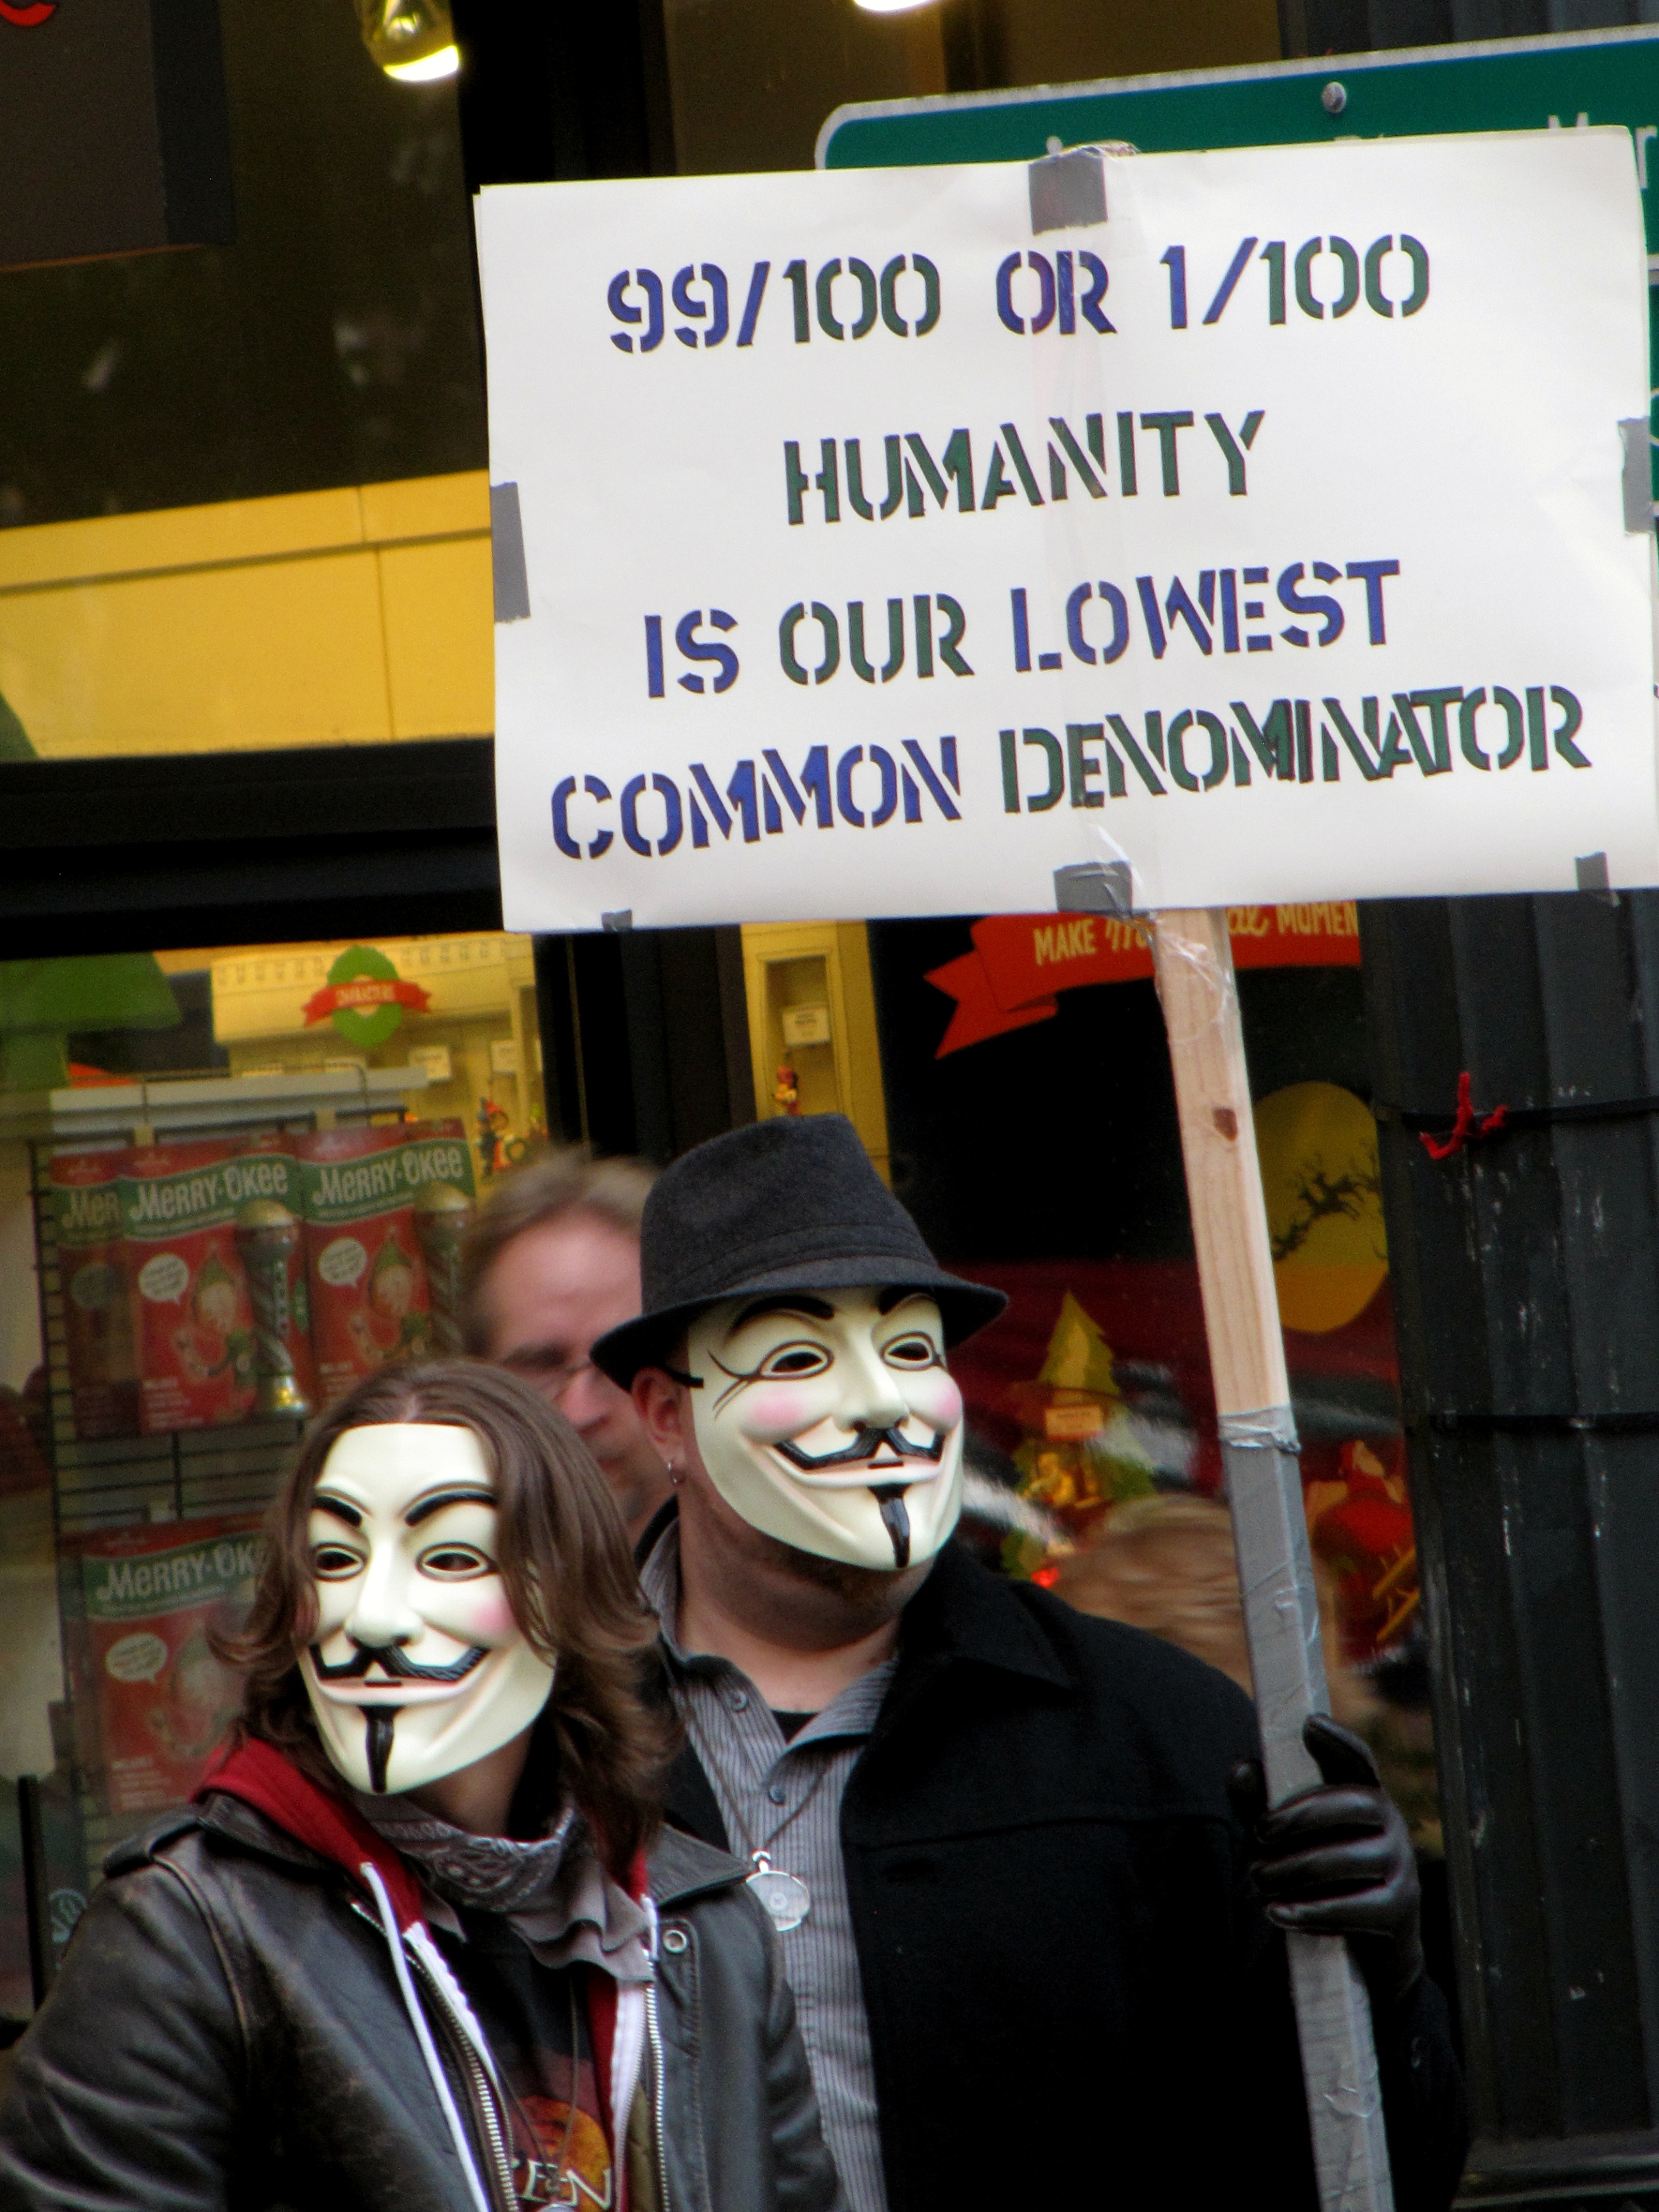 99/100 OR 1/100
HUMANITY
IS OUR LOWEST
COMMON DENOMINATOR
MAKE
MERRY-OKEE
MERRY-OKEE